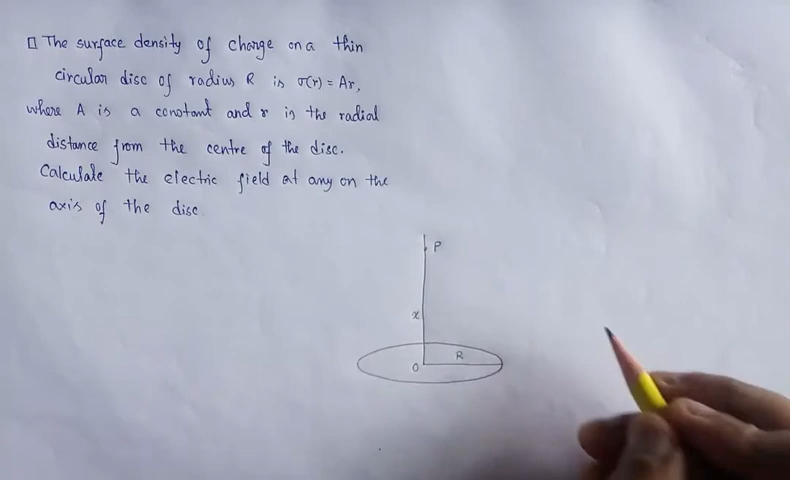 □ The surface density of charge on a thin
circular disc of radius R is σ(r) = Ar,
where A is a constant and r is the radial
distance from the centre of the disc.
Calculate the electric field at any on the
axis of the disc
P
x
R
O